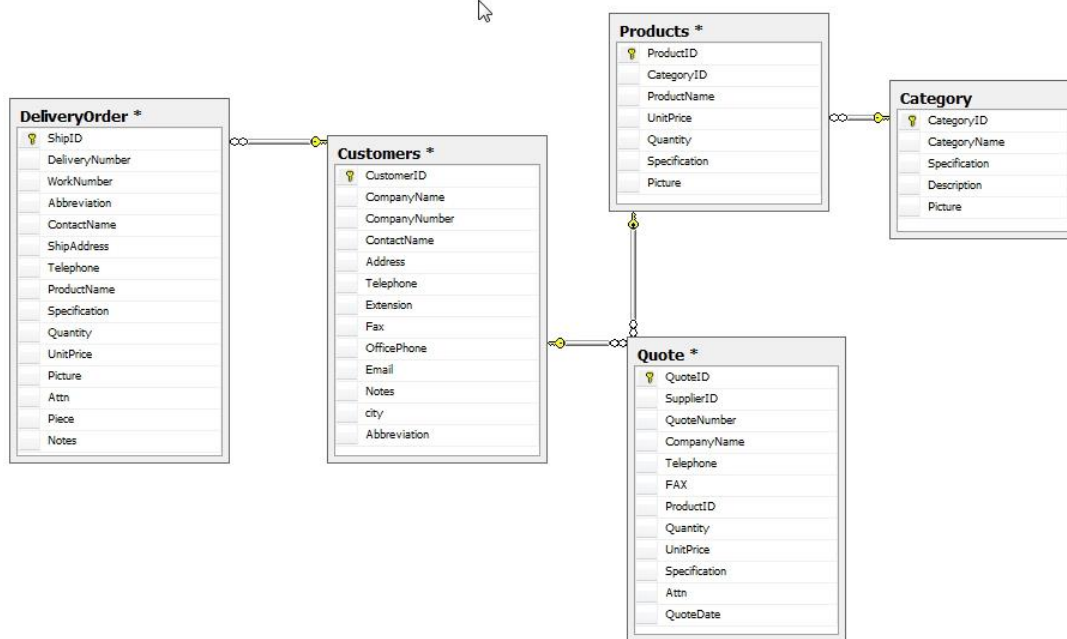 DeliveryOrder *
ShipID
DeliveryNumber
WorkNumber
Abbreviation
ContactName
ShipAddress
Telephone
ProductName
Specification
Quantity
UnitPrice
Picture
Attn
Piece
Notes
Customers *
CustomerID
CompanyName
CompanyNumber
ContactName
Address
Telephone
Extension
Fax
OfficePhone
Email
Notes
city
Abbreviation
Products *
ProductID
CategoryID
ProductName
UnitPrice
Quantity
Specification
Picture
Category
CategoryID
CategoryName
Specification
Description
Picture
Quote *
QuoteID
SupplierID
QuoteNumber
CompanyName
Telephone
FAX
ProductID
Quantity
UnitPrice
Specification
Attn
QuoteDate